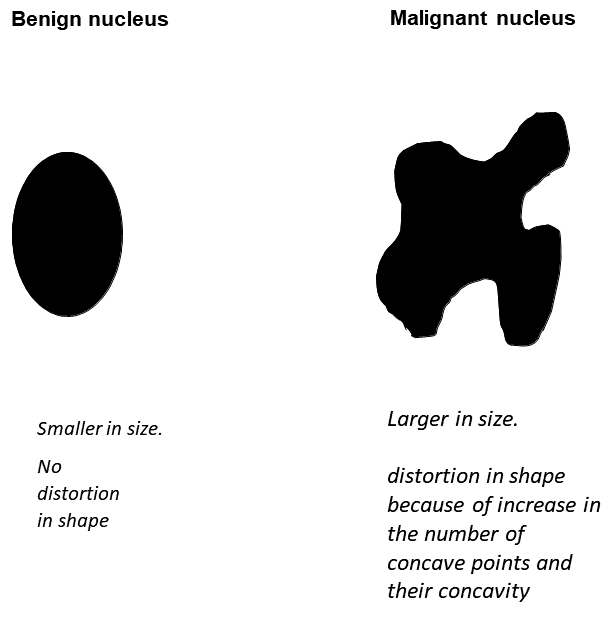 Benign nucleus
Malignant nucleus
Smaller in size.
No
distortion
in shape
Larger in size.
distortion in shape
because of increase in
the number of
concave points and
their concavity